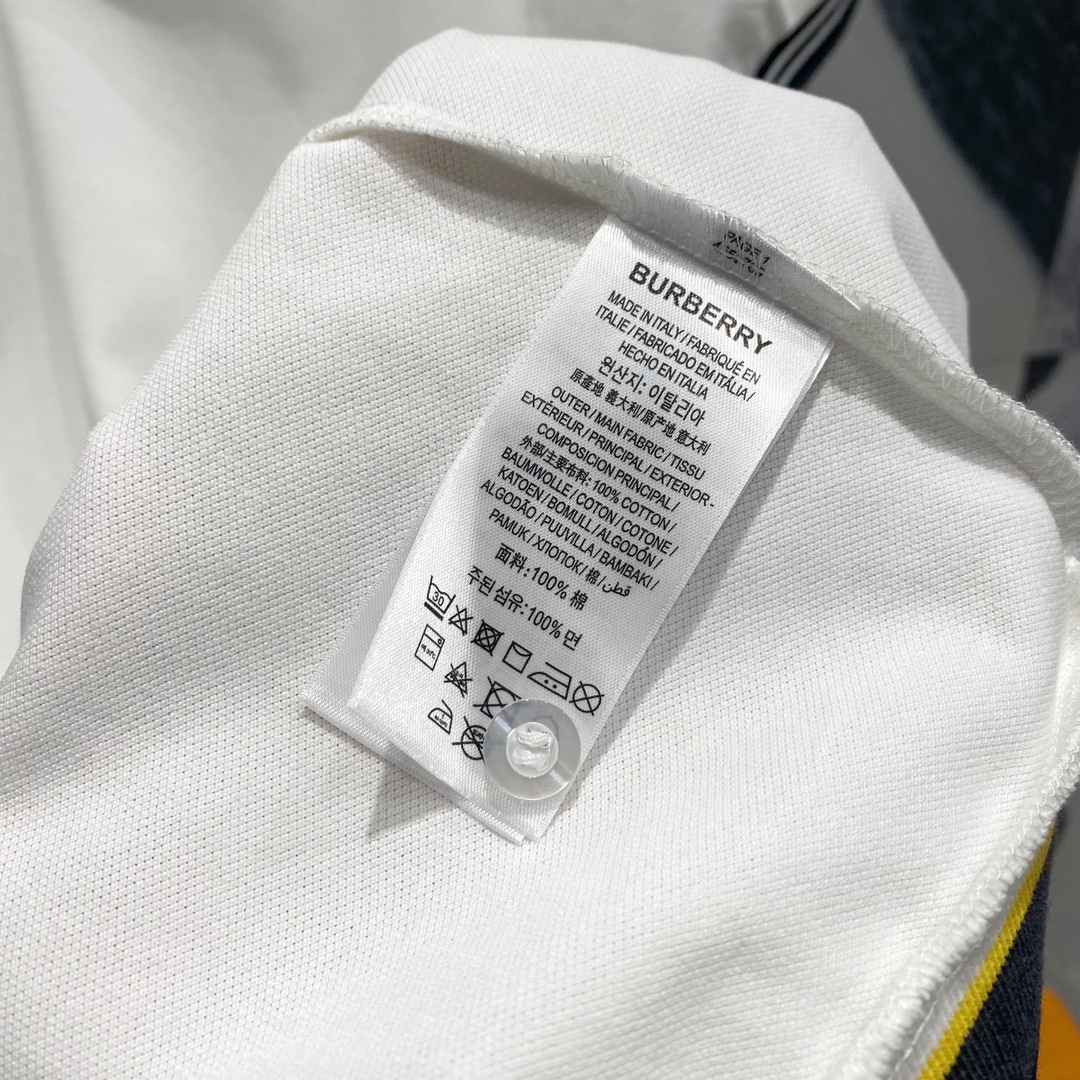 BURBERRY
MADE IN ITALY / FABRIQUÉ EN
ITALIE / FABRICADO EM ITÁLIA /
HECHO EN ITALIA
원산지: 이탈리아
原產地 義大利/原产地 意大利
OUTER / MAIN FABRIC / TISSU
EXTÉRIEUR / PRINCIPAL / EXTERIOR -
COMPOSICION PRINCIPAL /
外部/主要布料: 100% COTTON /
BAUMWOLLE / COTON / COTONE /
KATOEN / BOMULL / ALGODÓN /
ALGODÃO / PUUVILLA / BAMBAKI /
PAMUK / ХЛОПОК / 棉 / قطن
面料:100% 棉
주된 섬유:100% 면
30